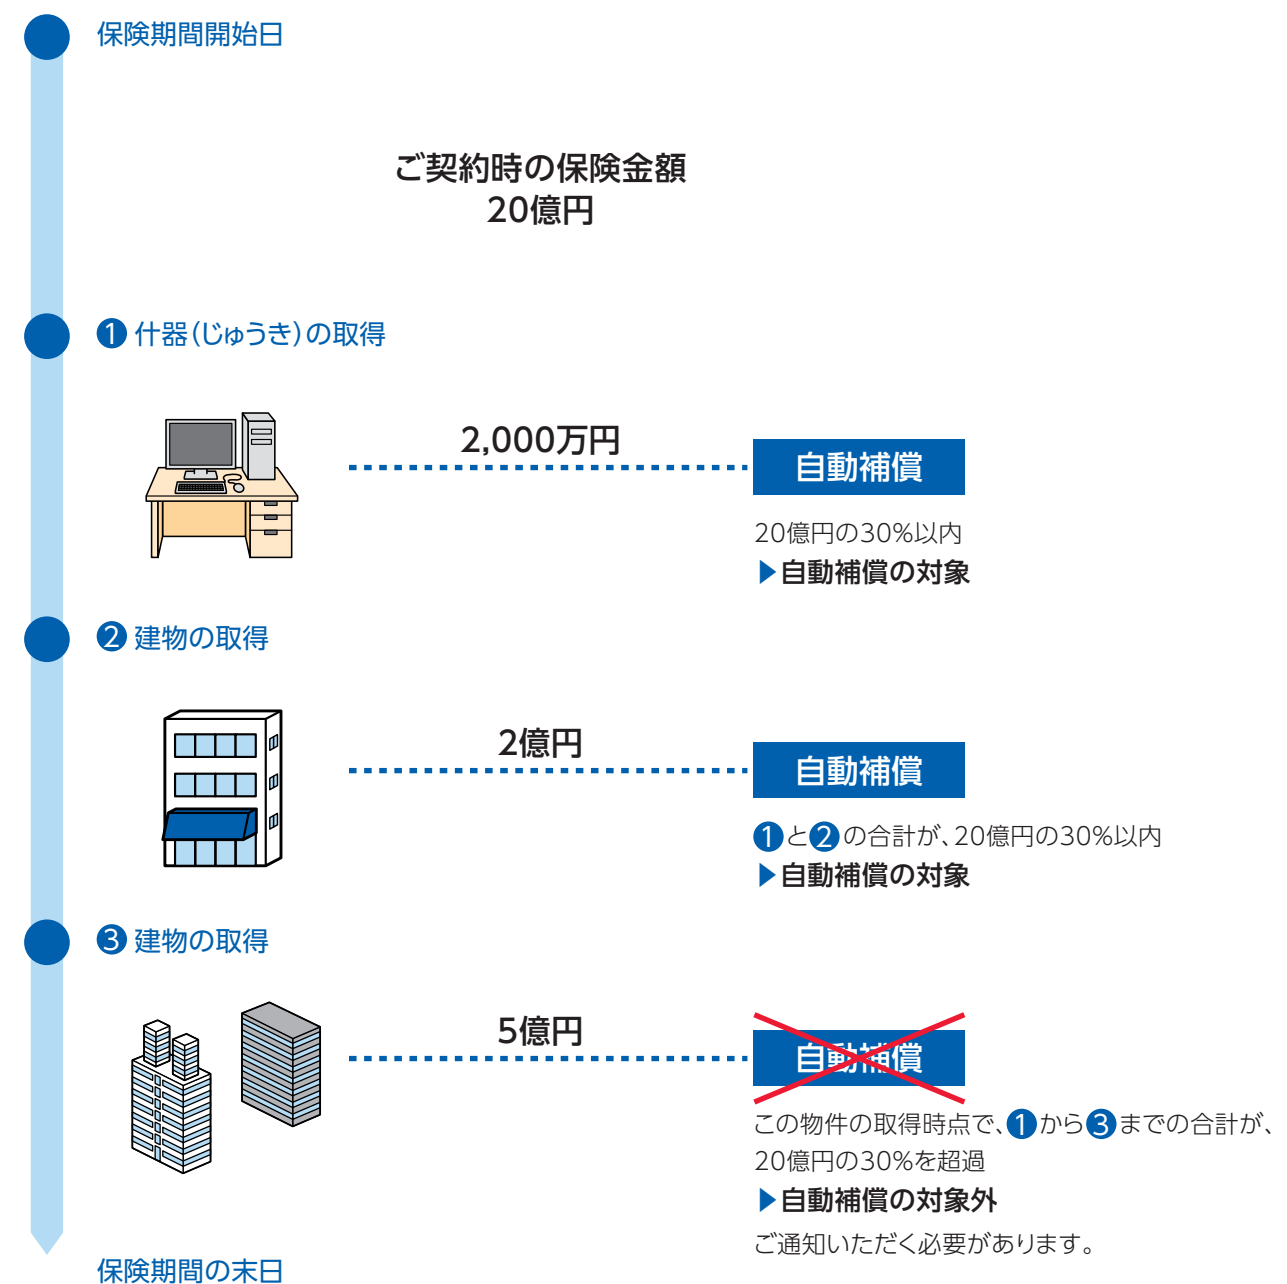 保険期間開始日
ご契約時の保険金額
20億円
❶ 什器(じゅうき)の取得
2,000万円
自動補償
20億円の30%以内
▶自動補償の対象
❷ 建物の取得
2億円
自動補償
❶と❷の合計が、20億円の30%以内
▶自動補償の対象
❸ 建物の取得
5億円
自動補償
この物件の取得時点で、❶から❸までの合計が、
20億円の30%を超過
▶自動補償の対象外
ご通知いただく必要があります。
保険期間の末日